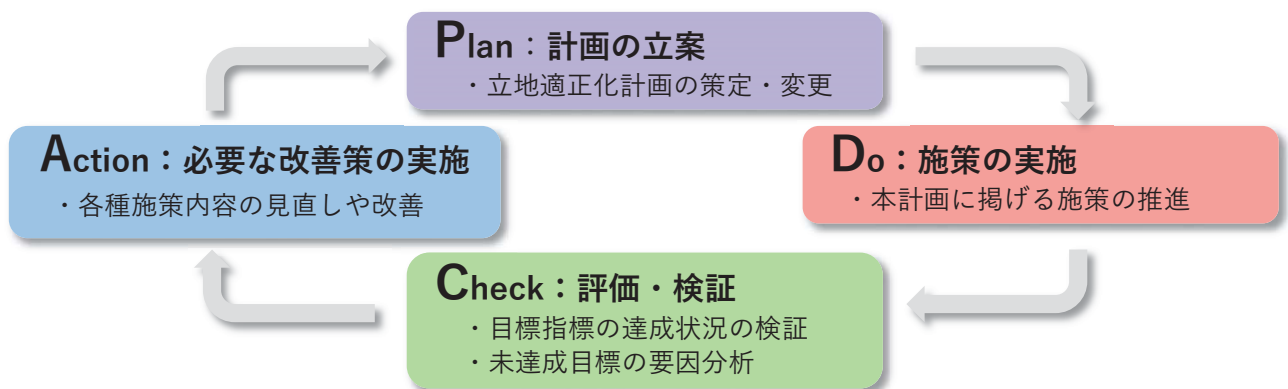 Plan：計画の立案
・立地適正化計画の策定・変更
Action：必要な改善策の実施
・各種施策内容の見直しや改善
Do：施策の実施
・本計画に掲げる施策の推進
Check：評価・検証
・目標指標の達成状況の検証
・未達成目標の要因分析